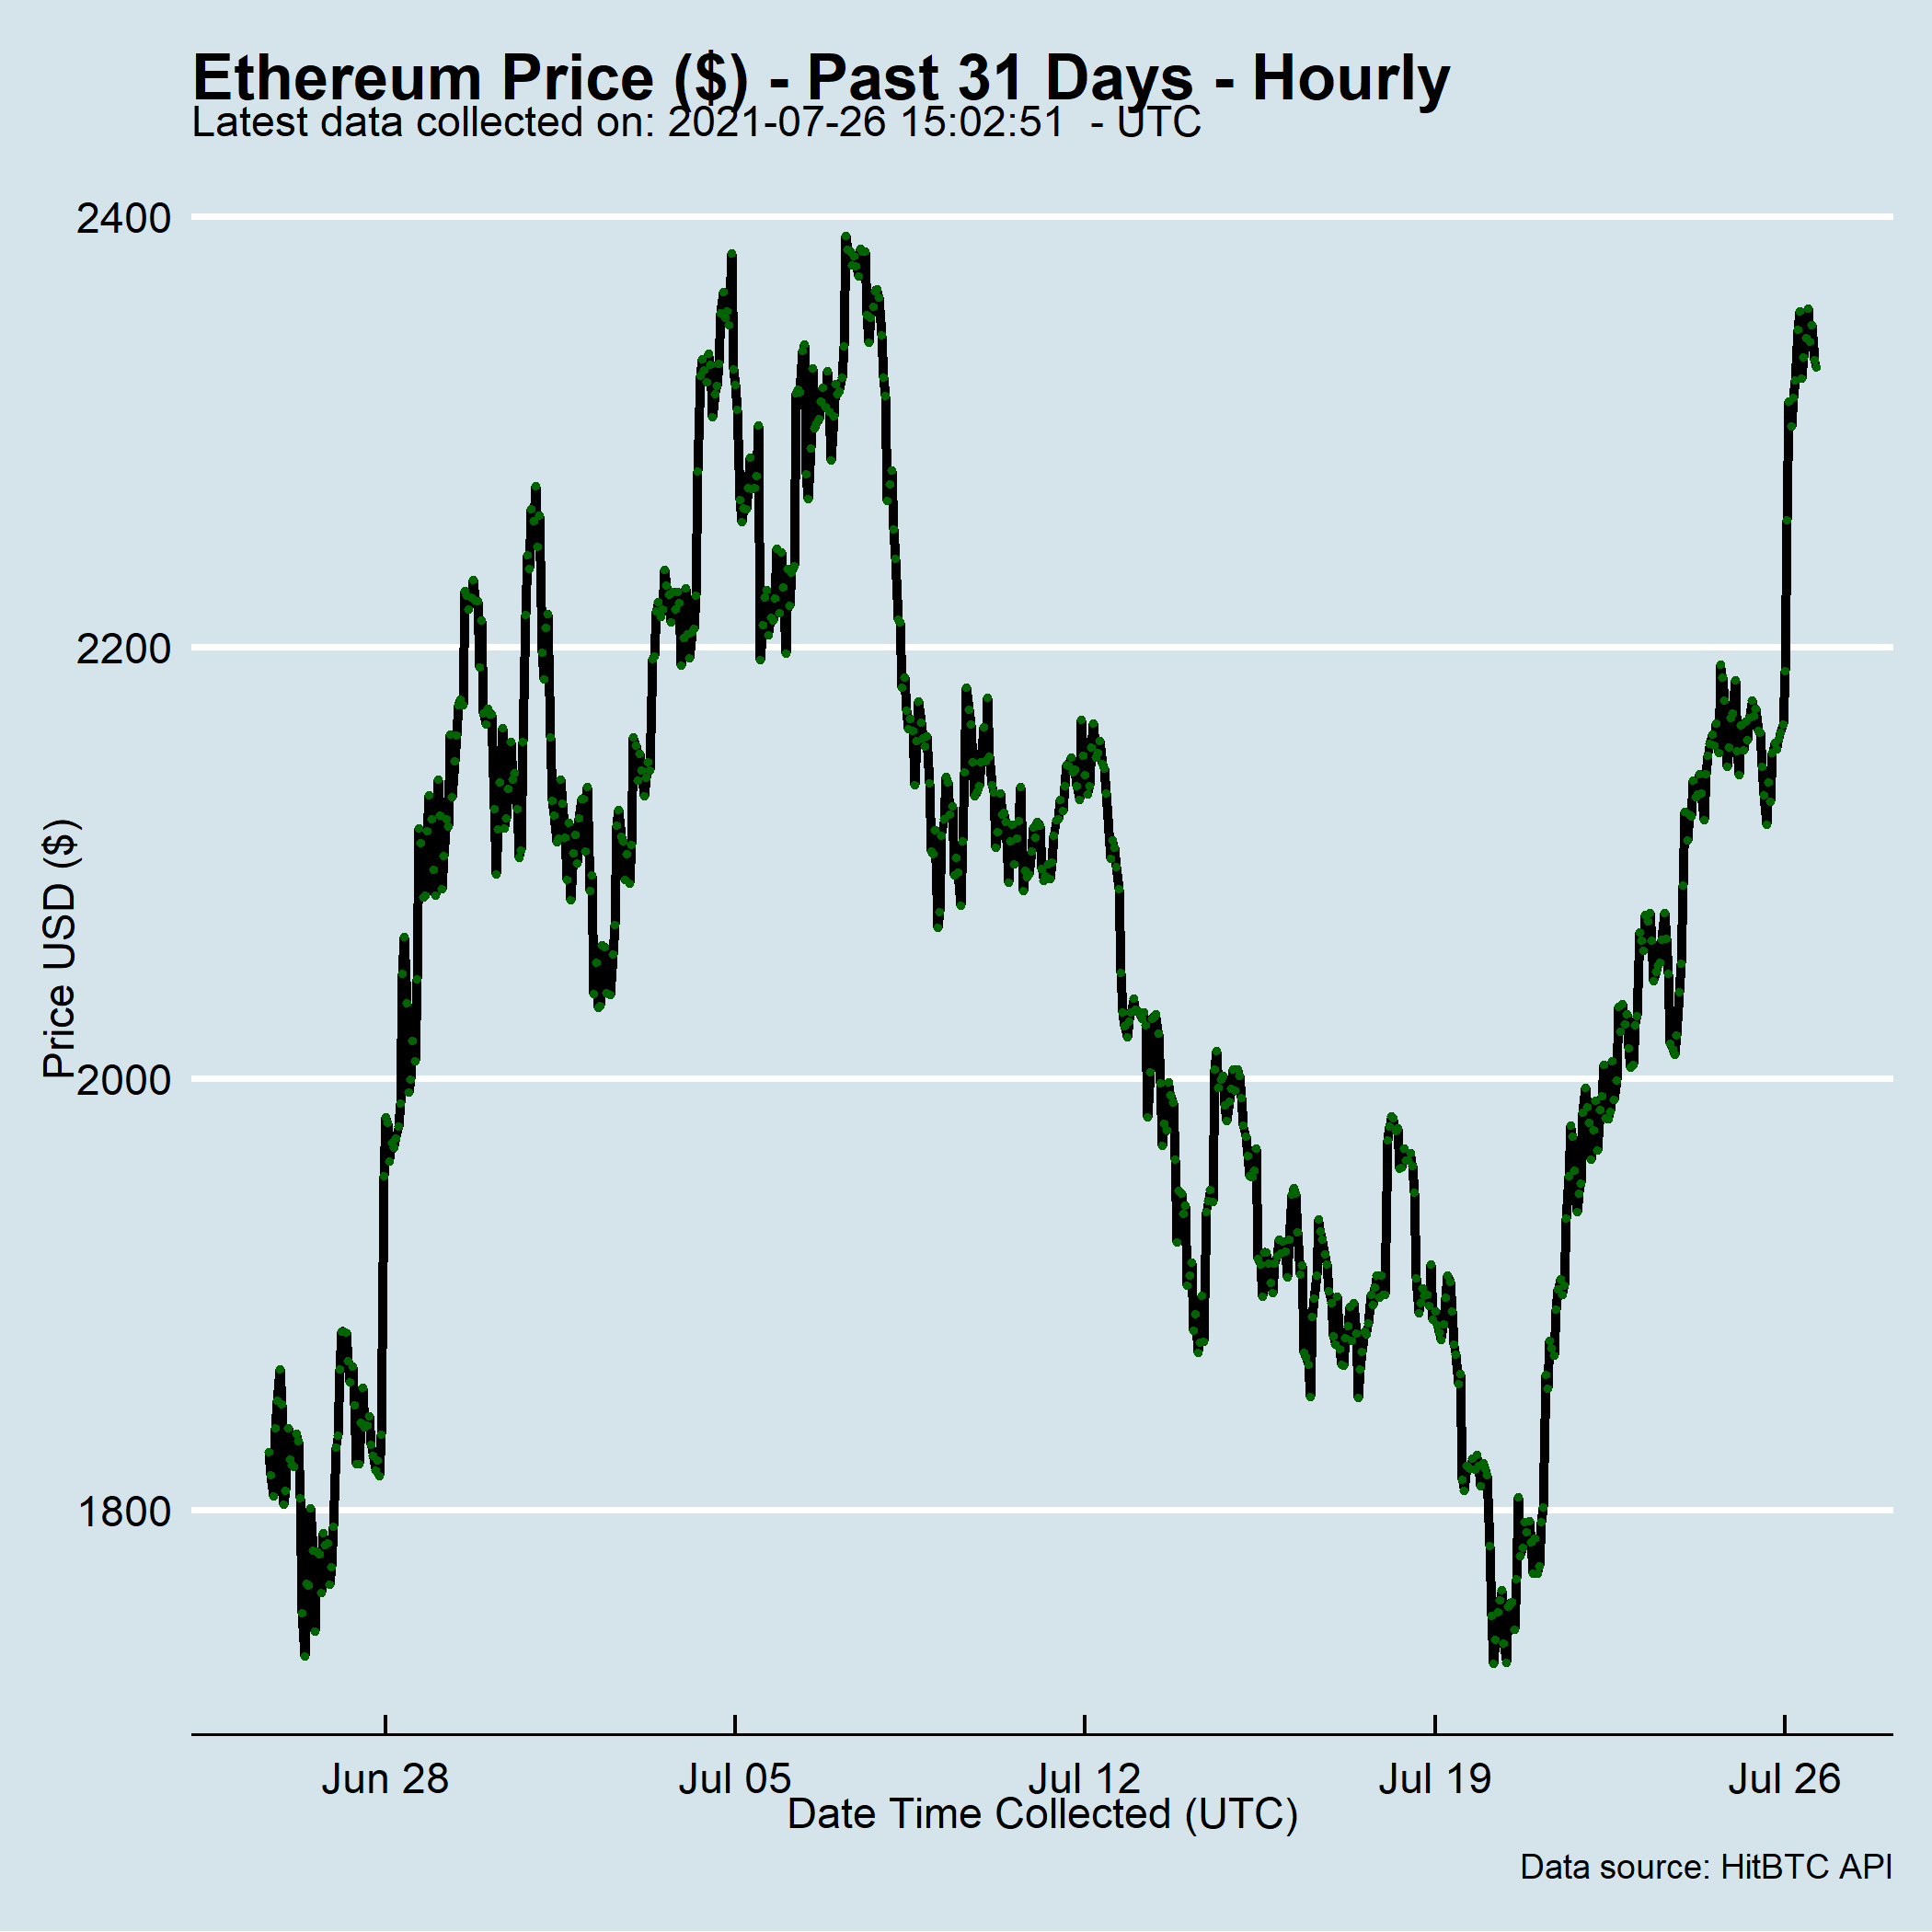 Ethereum Price ($) - Past 31 Days - Hourly
Latest data collected on: 2021-07-26 15:02:51  - UTC
2400
2200
2000
1800
Price USD ($)
Jun 28
Jul 05
Jul 12
Jul 19
Jul 26
Date Time Collected (UTC)
Data source: HitBTC API